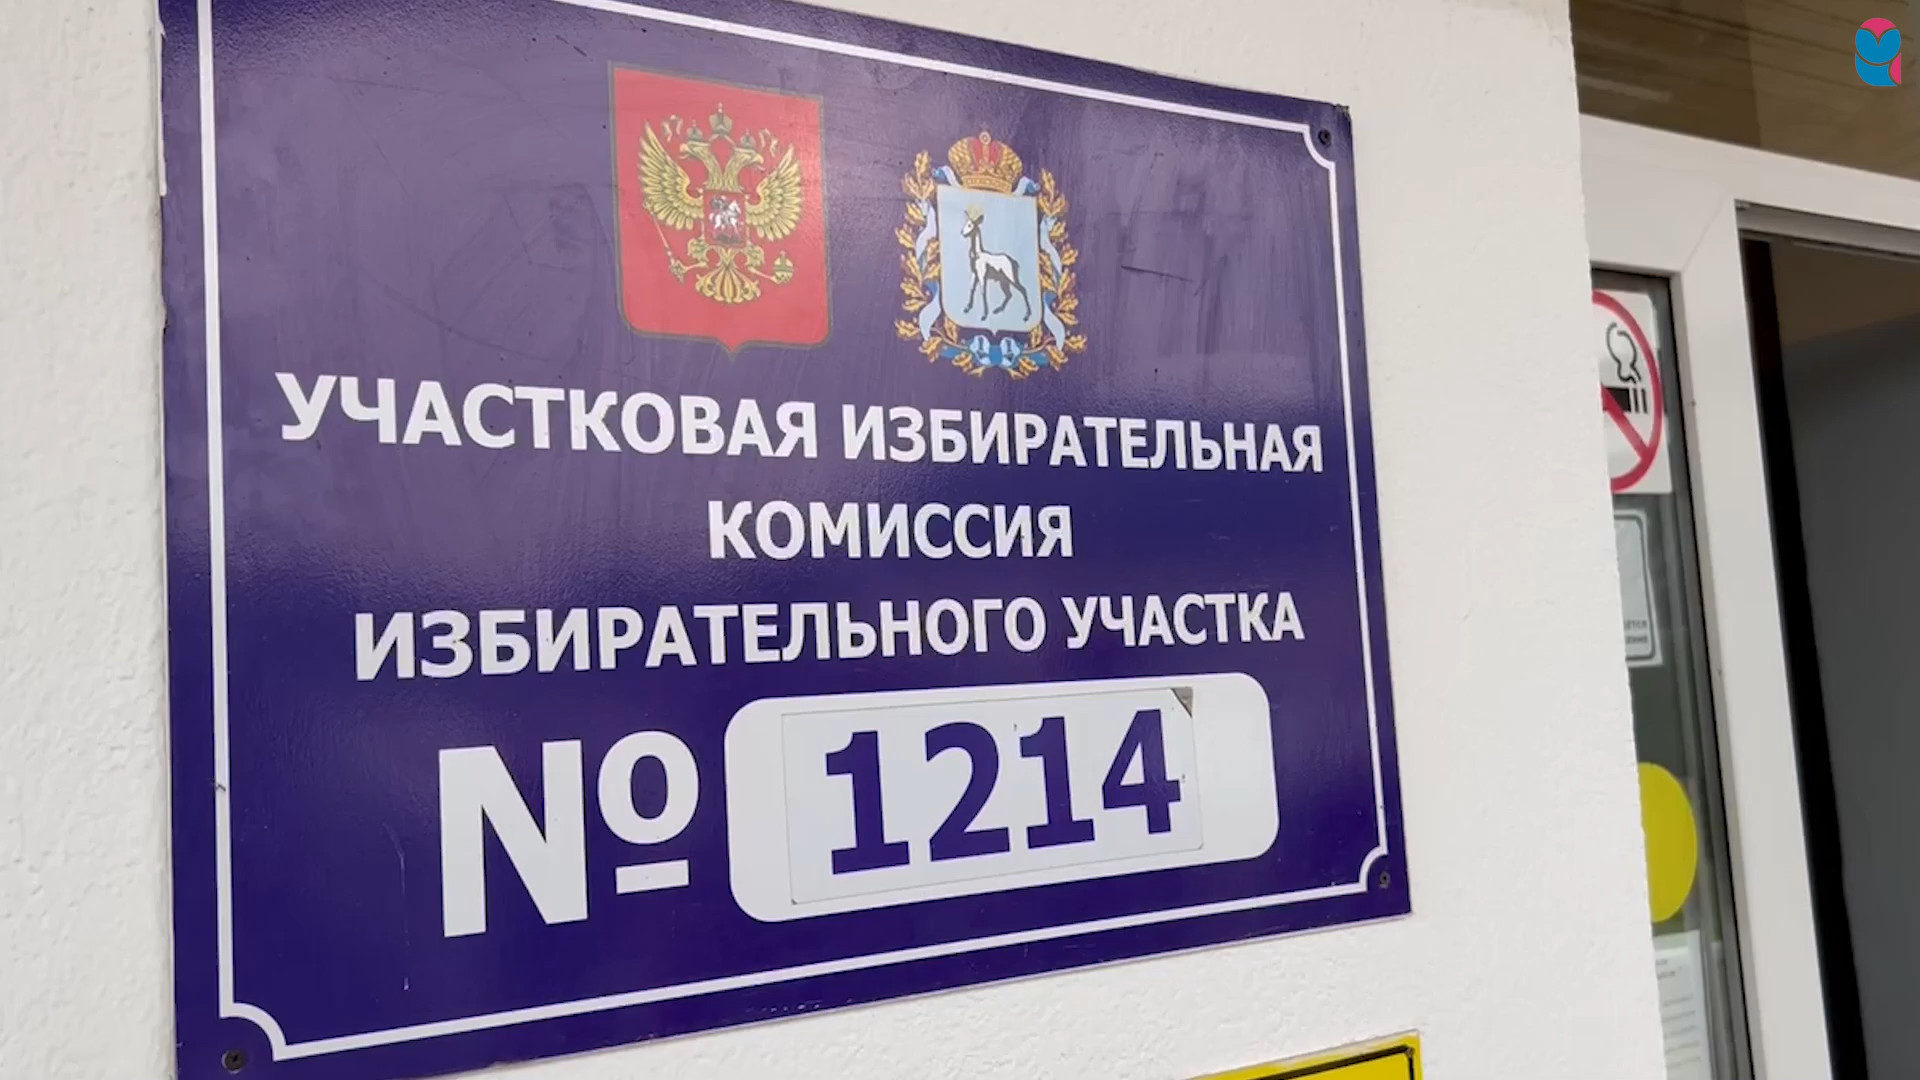 УЧАСТКОВАЯ ИЗБИРАТЕЛЬНАЯ
КОМИССИЯ
ИЗБИРАТЕЛЬНОГО УЧАСТКА
№ 1214